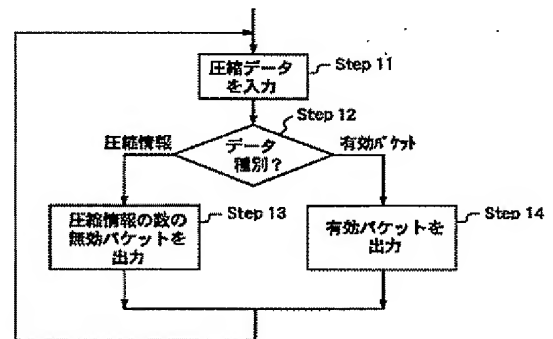 圧縮データ
を入力
Step 11
Step 12
圧縮情報
データ
種別？
有効パケット
圧縮情報の数の
無効パケットを
出力
Step 13
有効パケットを
出力
Step 14